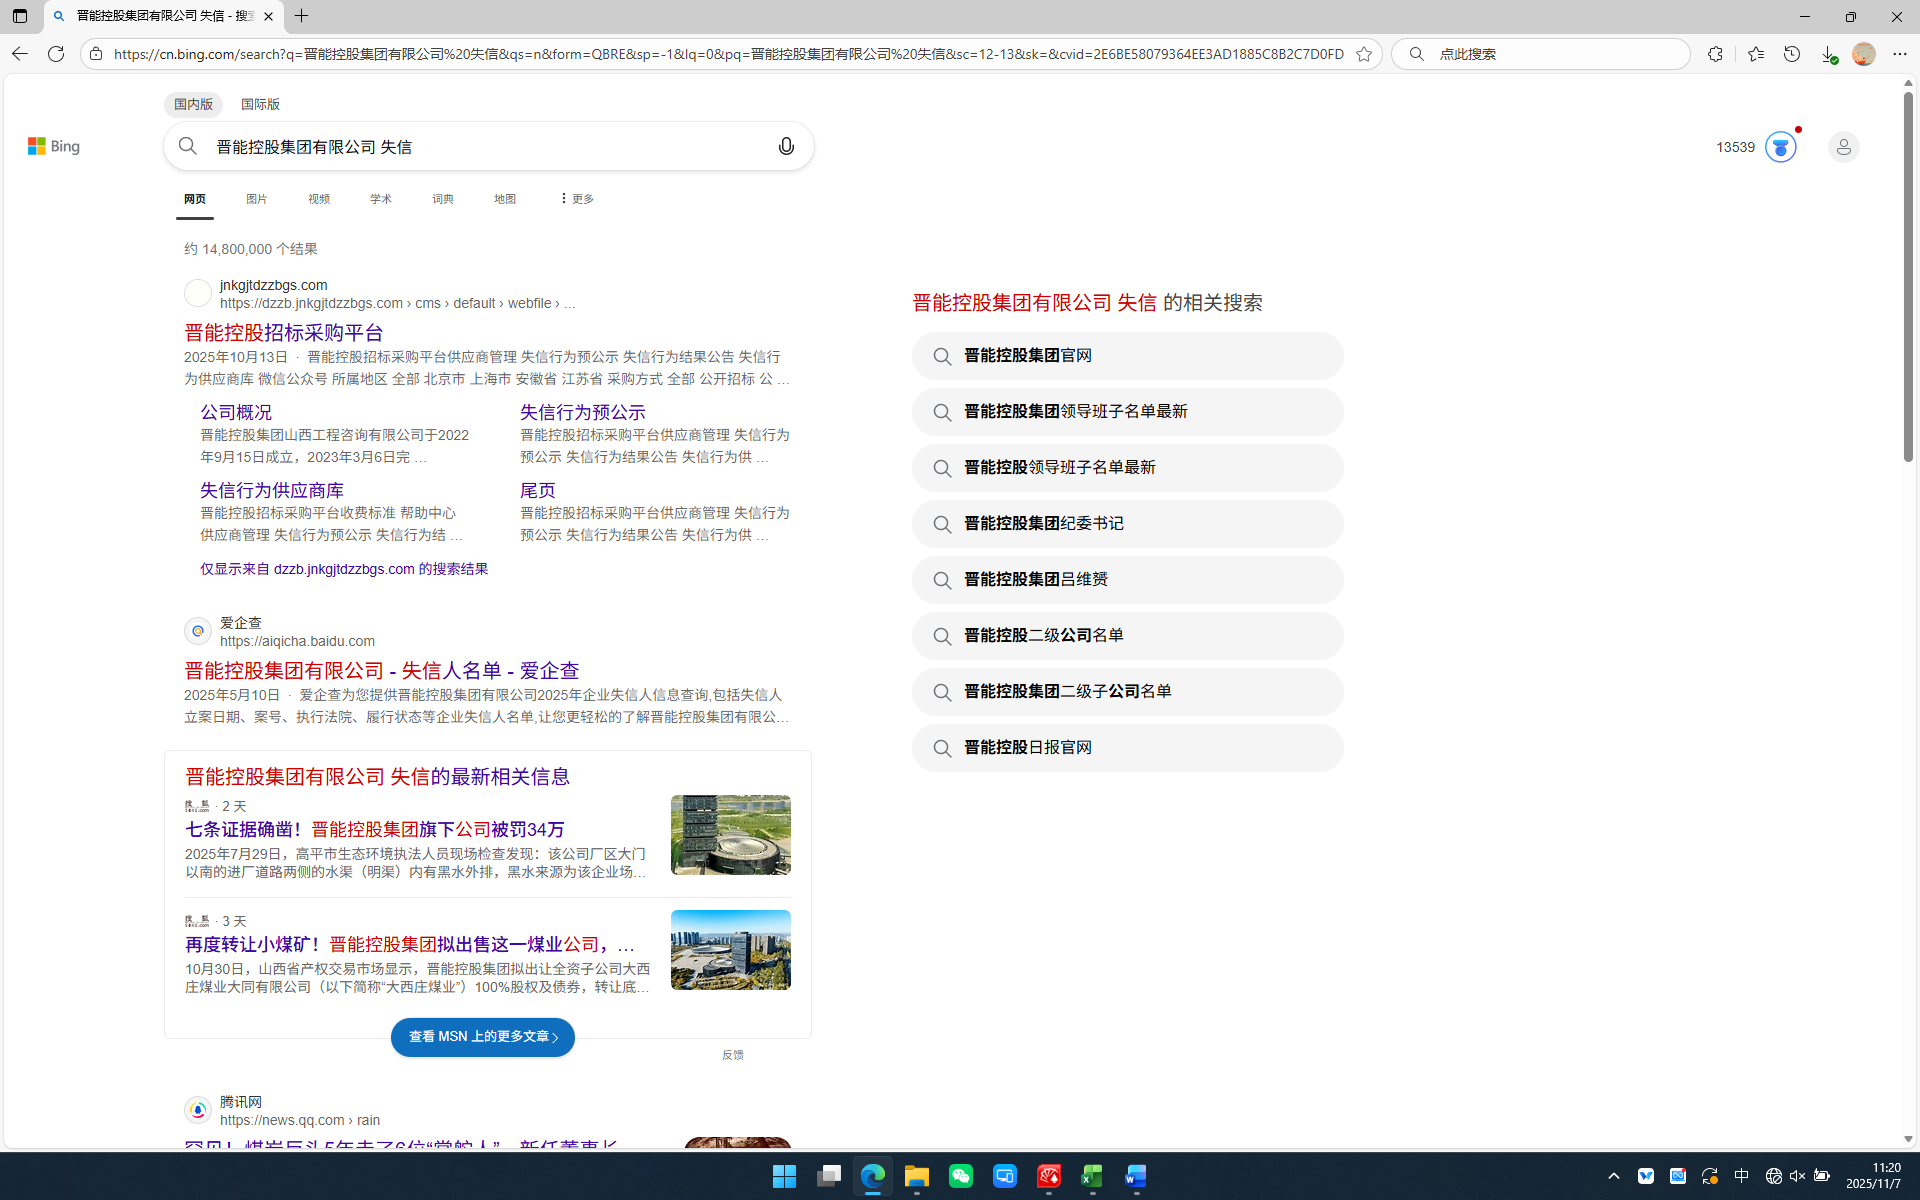 晋能控股集团有限公司 失信 - 搜
https://cn.bing.com/search?q=晋能控股集团有限公司%20失信&qs=n&form=QBRE&sp=-1&lq=0&pq=晋能控股集团有限公司%20失信&sc=12-13&sk=&cvid=2E6BE58079364EE3AD1885C8B2C7D0FD
点此搜索
国内版 国际版
Bing
晋能控股集团有限公司 失信
13539
网页 图片 视频 学术 词典 地图 更多
约 14,800,000 个结果
jnkgjtdzzbgs.com
https://dzzb.jnkgjtdzzbgs.com › cms › default › webfile › ...
晋能控股招标采购平台
2025年10月13日 · 晋能控股招标采购平台供应商管理 失信行为预公示 失信行为结果公告 失信行
为供应商库 微信公众号 所属地区 全部 北京市 上海市 安徽省 江苏省 采购方式 全部 公开招标 公 ...
公司概况
晋能控股集团山西工程咨询有限公司于2022
年9月15日成立，2023年3月6日完 ...
失信行为预公示
晋能控股招标采购平台供应商管理 失信行为
预公示 失信行为结果公告 失信行为供 ...
失信行为供应商库
晋能控股招标采购平台收费标准 帮助中心
供应商管理 失信行为预公示 失信行为结 ...
尾页
晋能控股招标采购平台供应商管理 失信行为
预公示 失信行为结果公告 失信行为供 ...
仅显示来自 dzzb.jnkgjtdzzbgs.com 的搜索结果
爱企查
https://aiqicha.baidu.com
晋能控股集团有限公司 - 失信人名单 - 爱企查
2025年5月10日 · 爱企查为您提供晋能控股集团有限公司2025年企业失信人信息查询,包括失信人
立案日期、案号、执行法院、履行状态等企业失信人名单,让您更轻松的了解晋能控股集团有限公...
晋能控股集团有限公司 失信的最新相关信息
搜狐 · 2 天
七条证据确凿！晋能控股集团旗下公司被罚34万
2025年7月29日，高平市生态环境执法人员现场检查发现：该公司厂区大门
以南的进厂道路两侧的水渠（明渠）内有黑水外排，黑水来源为该企业场...
搜狐 · 3 天
再度转让小煤矿！晋能控股集团拟出售这一煤业公司，...
10月30日，山西省产权交易市场显示，晋能控股集团拟出让全资子公司大西
庄煤业大同有限公司（以下简称“大西庄煤业”）100%股权及债券，转让底...
查看 MSN 上的更多文章
反馈
腾讯网
https://news.qq.com › rain
罕见！煤炭巨头5年走了6位“掌舵人”，新任董事长
晋能控股集团有限公司 失信 的相关搜索
晋能控股集团官网
晋能控股集团领导班子名单最新
晋能控股领导班子名单最新
晋能控股集团纪委书记
晋能控股集团吕维赟
晋能控股二级公司名单
晋能控股集团二级子公司名单
晋能控股日报官网
中
11:20
2025/11/7